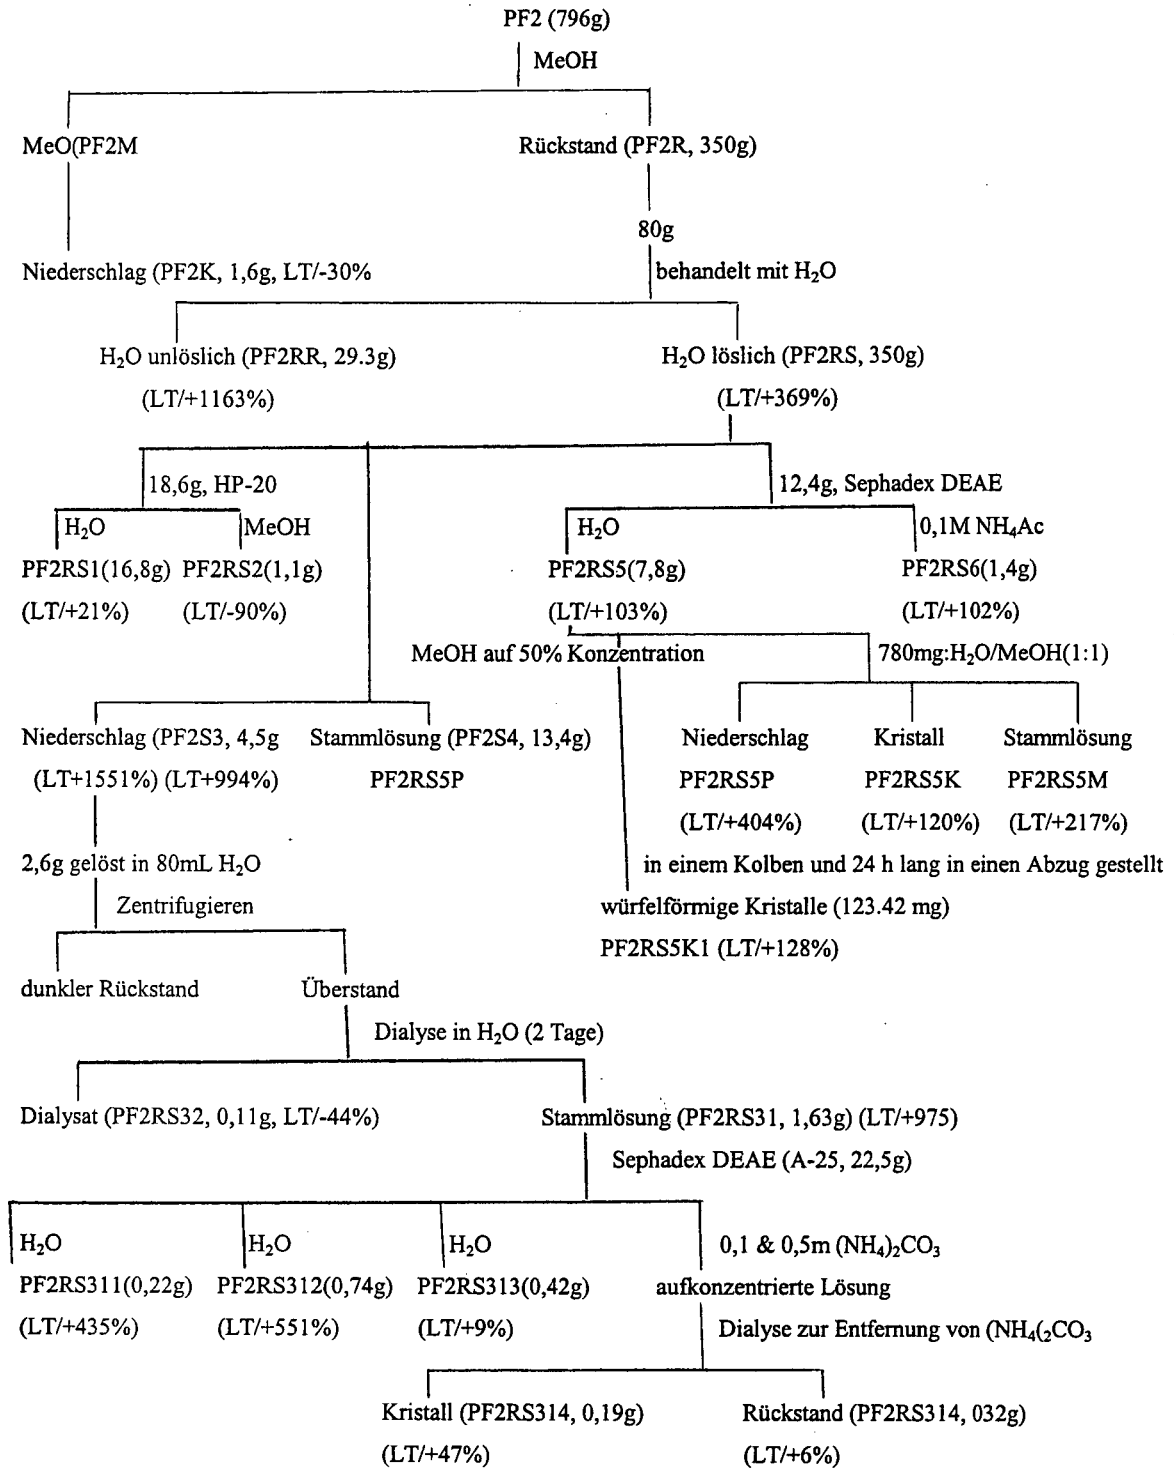 PF2 (796g)
MeOH
MeO(PF2M
Rückstand (PF2R, 350g)
80g
Niederschlag (PF2K, 1,6g, LT/-30%
behandelt mit H₂O
H₂O unlöslich (PF2RR, 29.3g)
H₂O löslich (PF2RS, 350g)
(LT/+1163%)
(LT/+369%)
18,6g, HP-20
12,4g, Sephadex DEAE
H₂O
MeOH
H₂O
0,1M NH₄Ac
PF2RS1(16,8g)
PF2RS2(1,1g)
PF2RS5(7,8g)
PF2RS6(1,4g)
(LT/+21%)
(LT/-90%)
(LT/+103%)
(LT/+102%)
MeOH auf 50% Konzentration
780mg:H₂O/MeOH(1:1)
Niederschlag (PF2S3, 4,5g
Stammlösung (PF2S4, 13,4g)
Niederschlag
Kristall
Stammlösung
(LT+1551%) (LT+994%)
PF2RS5P
PF2RS5P
PF2RS5K
PF2RS5M
(LT/+404%)
(LT/+120%)
(LT/+217%)
2,6g gelöst in 80mL H₂O
in einem Kolben und 24 h lang in einen Abzug gestellt
Zentrifugieren
würfelförmige Kristalle (123.42 mg)
PF2RS5K1 (LT/+128%)
dunkler Rückstand
Überstand
Dialyse in H₂O (2 Tage)
Dialysat (PF2RS32, 0,11g, LT/-44%)
Stammlösung (PF2RS31, 1,63g) (LT/+975)
Sephadex DEAE (A-25, 22,5g)
H₂O
H₂O
H₂O
0,1 & 0,5m (NH₄)₂CO₃
PF2RS311(0,22g)
PF2RS312(0,74g)
PF2RS313(0,42g)
aufkonzentrierte Lösung
(LT/+435%)
(LT/+551%)
(LT/+9%)
Dialyse zur Entfernung von (NH₄(₂CO₃
Kristall (PF2RS314, 0,19g)
Rückstand (PF2RS314, 032g)
(LT/+47%)
(LT/+6%)